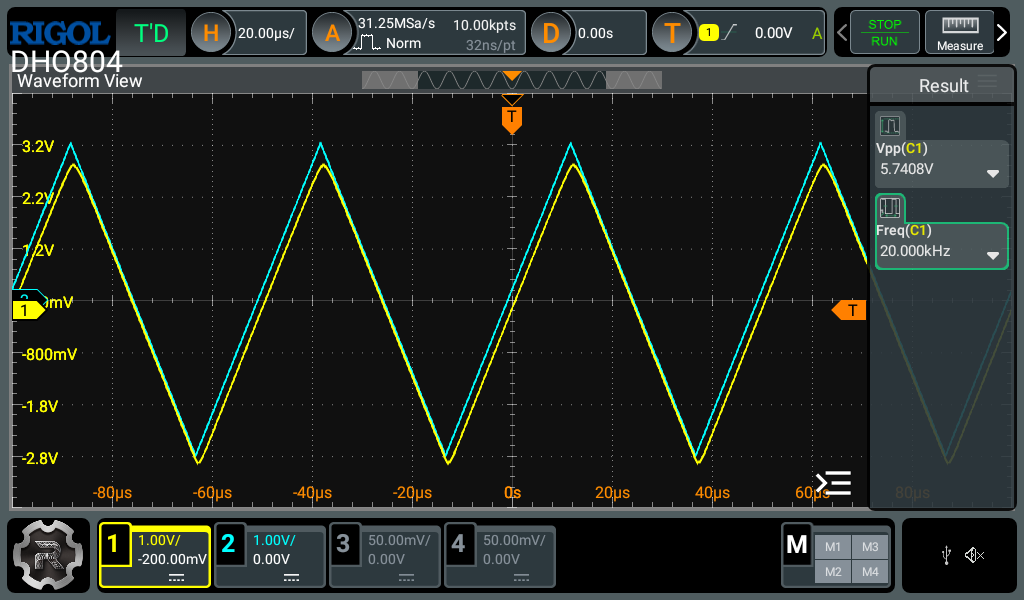 RIGOL T'D H 20.00µs/ A 31.25MSa/s 10.00kpts D 0.00s T 1 0.00V A STOP
Norm 32ns/pt RUN Measure
DHO804
Waveform View
Result
T
3.2V
2.2V
1.2V
mV
-800mV
-1.8V
-2.8V
1
T
-80µs -60µs -40µs -20µs 0s 20µs 40µs 60µs 80µs
Vpp(C1)
5.7408V
Freq(C1)
20.000kHz
1 1.00V/ 2 1.00V/ 3 50.00mV/ 4 50.00mV/ M M1 M3
-200.00mV 0.00V 0.00V 0.00V M2 M4
R